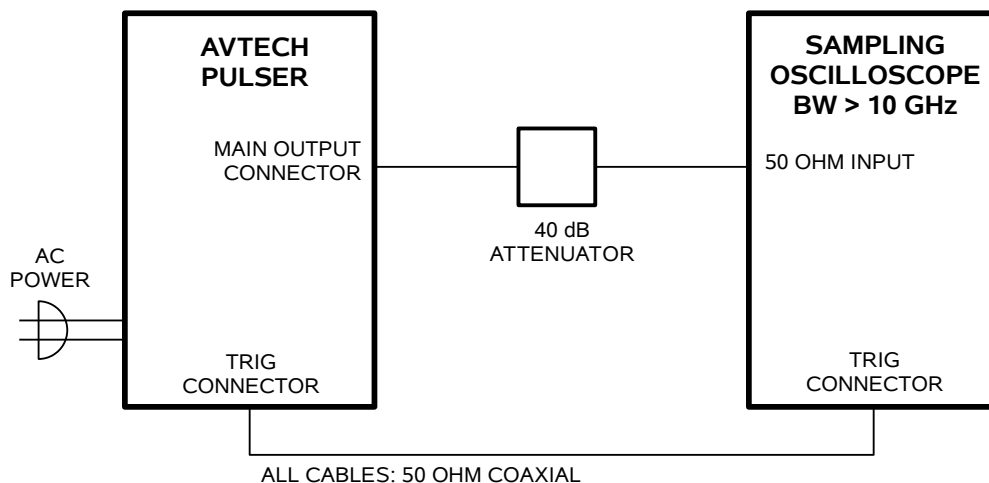 AVTECH
PULSER
MAIN OUTPUT
CONNECTOR
TRIG
CONNECTOR
AC
POWER
40 dB
ATTENUATOR
SAMPLING
OSCILLOSCOPE
BW > 10 GHz
50 OHM INPUT
TRIG
CONNECTOR
ALL CABLES: 50 OHM COAXIAL